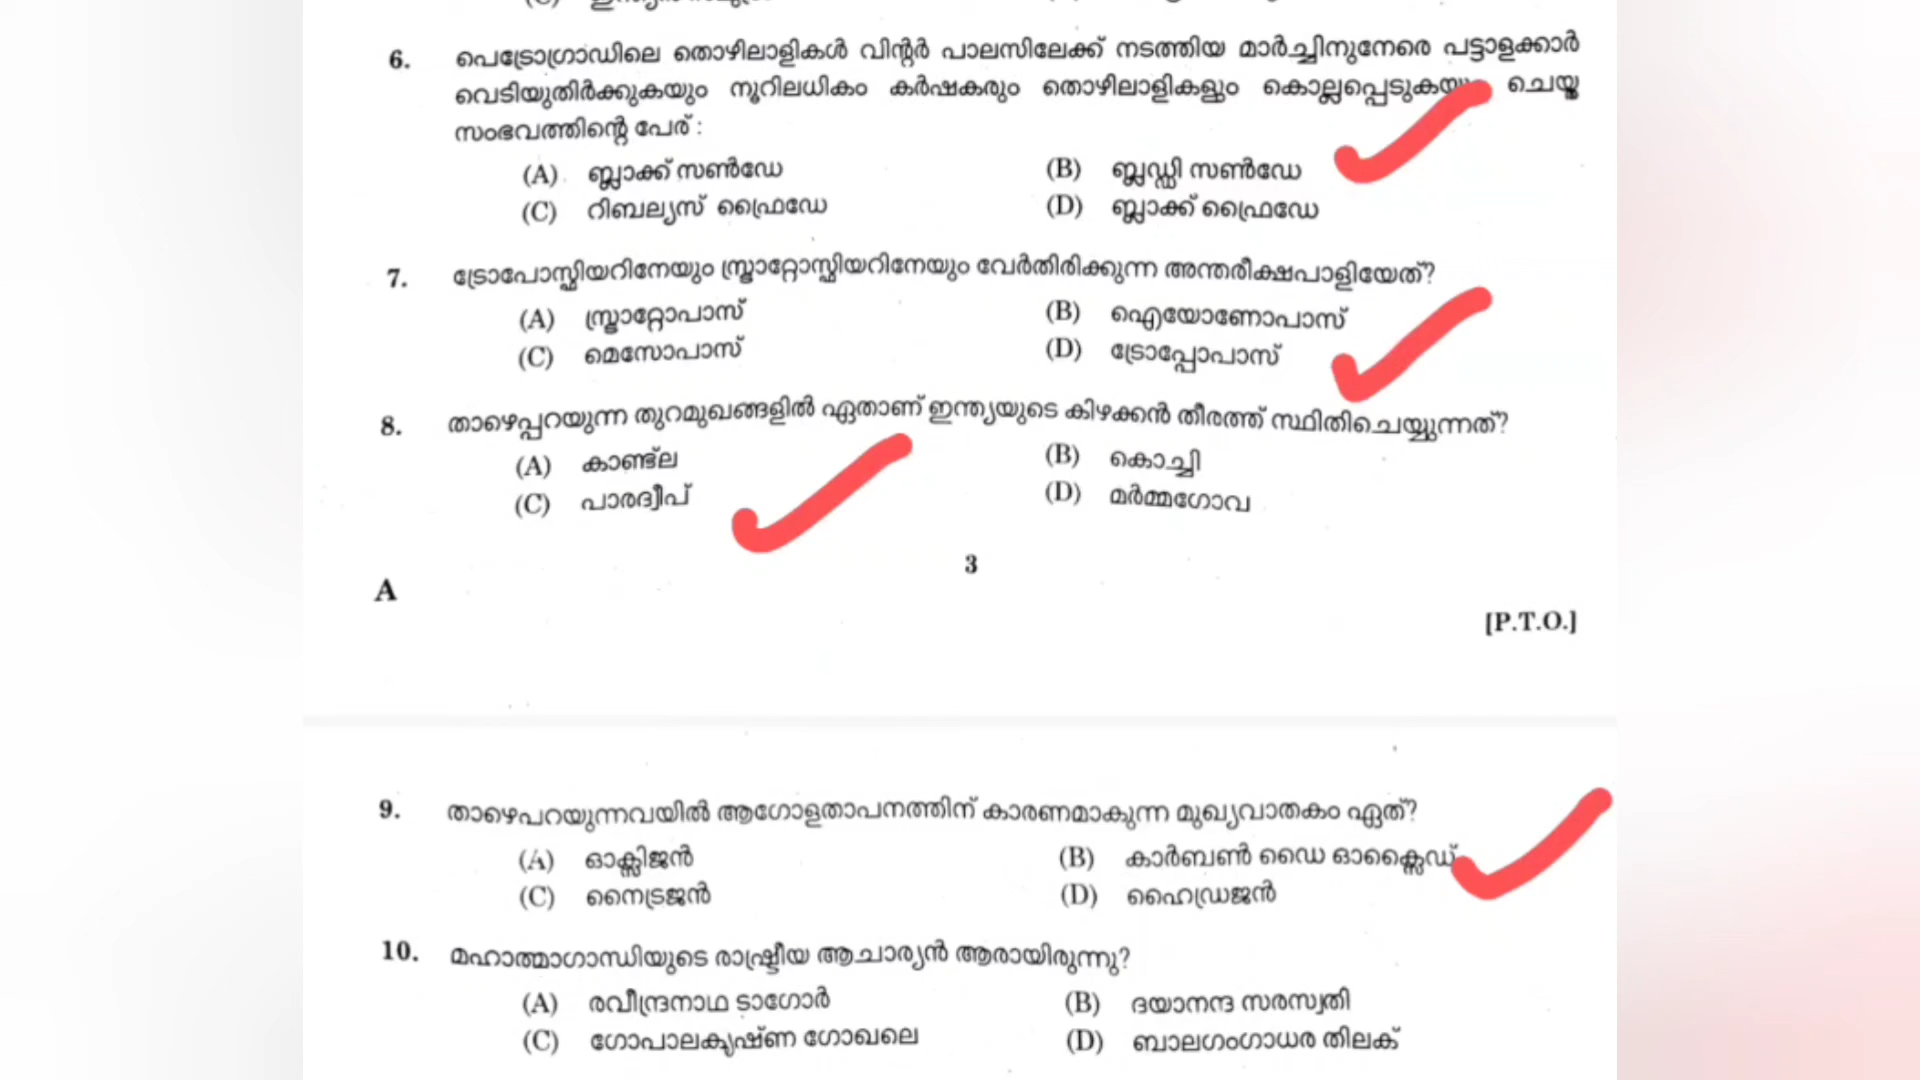 6. പെട്രോഗ്രാഡിലെ തൊഴിലാളികൾ വിന്റർ പാലസിലേക്ക് നടത്തിയ മാർച്ചിനുനേരെ പട്ടാളക്കാർ
വെടിയുതിർക്കുകയും നൂറിലധികം കർഷകരും തൊഴിലാളികളും കൊല്ലപ്പെടുകയും ചെയ്ത
സംഭവത്തിന്റെ പേര് :
(A) ബ്ലാക്ക് സൺഡേ (B) ബ്ലഡ്ഡി സൺഡേ
(C) റിബല്യസ് ഫ്രൈഡേ (D) ബ്ലാക്ക് ഫ്രൈഡേ
7. ട്രോപോസ്ഫിയറിനേയും സ്ട്രാറ്റോസ്ഫിയറിനേയും വേർതിരിക്കുന്ന അന്തരീക്ഷപാളിയേത്?
(A) സ്ട്രാറ്റോപാസ് (B) ഐയോണോപാസ്
(C) മെസോപാസ് (D) ട്രോപ്പോപാസ്
8. താഴെപ്പറയുന്ന തുറമുഖങ്ങളിൽ ഏതാണ് ഇന്ത്യയുടെ കിഴക്കൻ തീരത്ത് സ്ഥിതിചെയ്യുന്നത്?
(A) കാണ്ട്ല (B) കൊച്ചി
(C) പാരദ്വീപ് (D) മർമ്മഗോവ
3
A
[P.T.O.]
9. താഴെപറയുന്നവയിൽ ആഗോളതാപനത്തിന് കാരണമാകുന്ന മുഖ്യവാതകം ഏത്?
(A) ഓക്സിജൻ (B) കാർബൺ ഡൈ ഓക്സൈഡ്
(C) നൈട്രജൻ (D) ഹൈഡ്രജൻ
10. മഹാത്മാഗാന്ധിയുടെ രാഷ്ട്രീയ ആചാര്യൻ ആരായിരുന്നു?
(A) രവീന്ദ്രനാഥ ടാഗോർ (B) ദയാനന്ദ സരസ്വതി
(C) ഗോപാലകൃഷ്ണ ഗോഖലെ (D) ബാലഗംഗാധര തിലക്